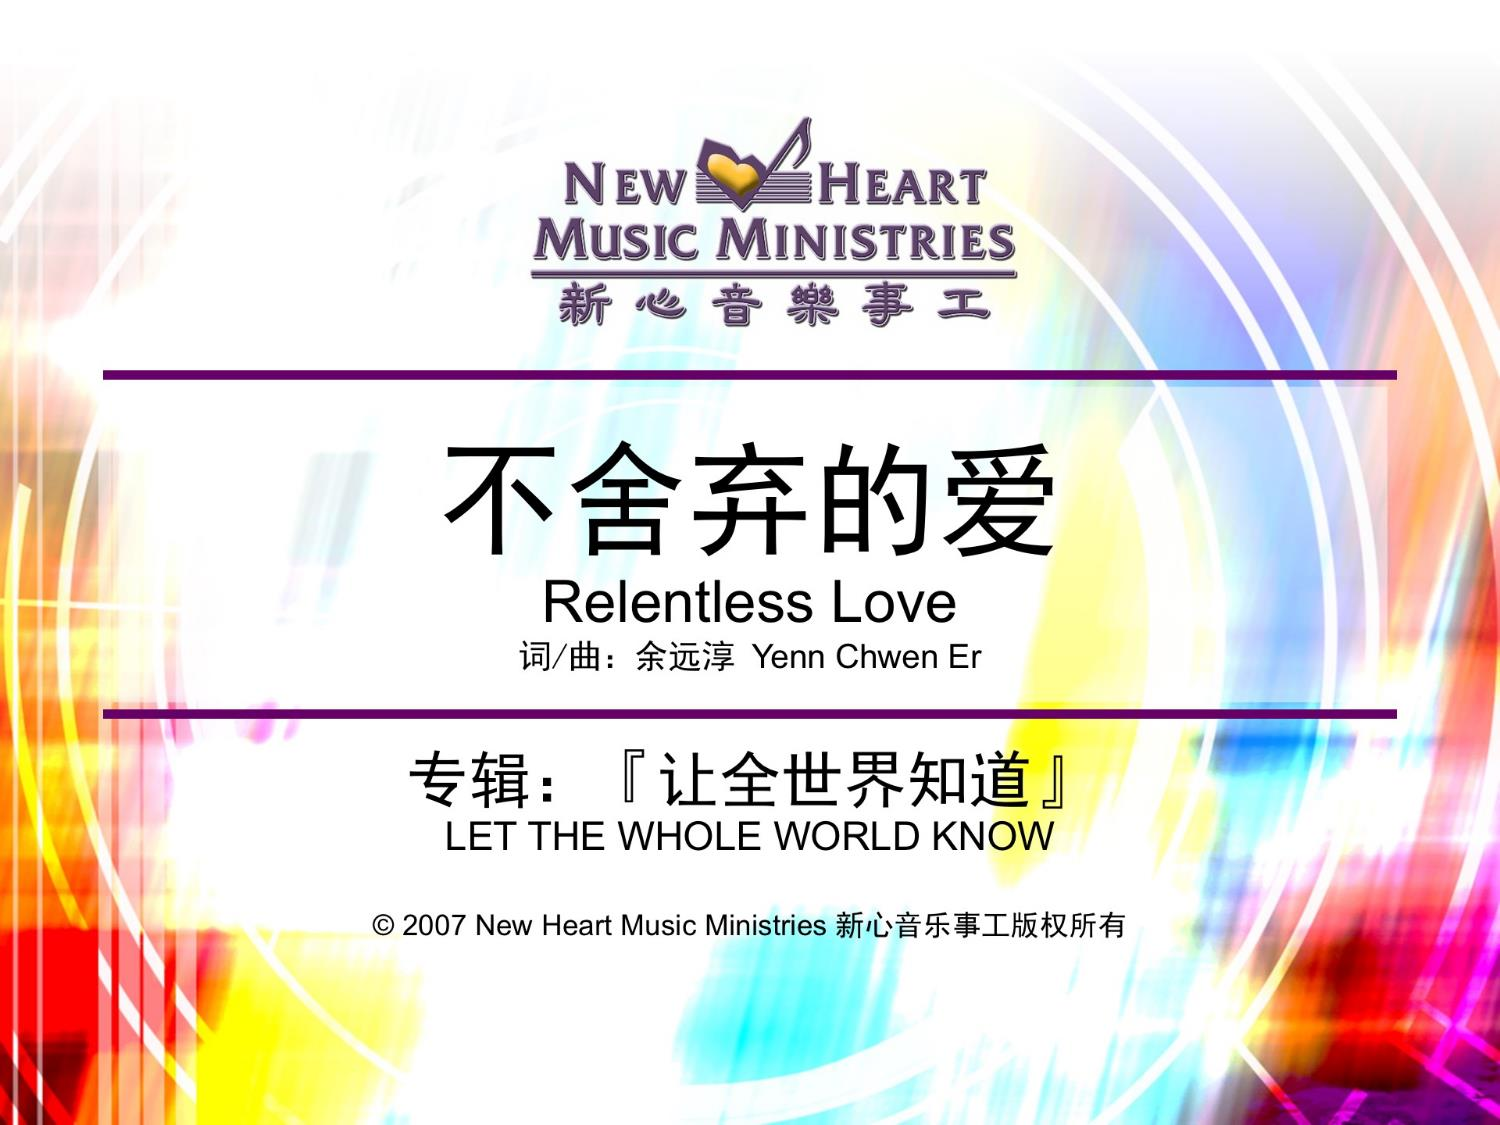 NEW HEART
MUSIC MINISTRIES
新心音樂事工
不舍弃的爱
Relentless Love
词/曲：余远淳 Yenn Chwen Er
专辑：『让全世界知道』
LET THE WHOLE WORLD KNOW
© 2007 New Heart Music Ministries 新心音乐事工版权所有